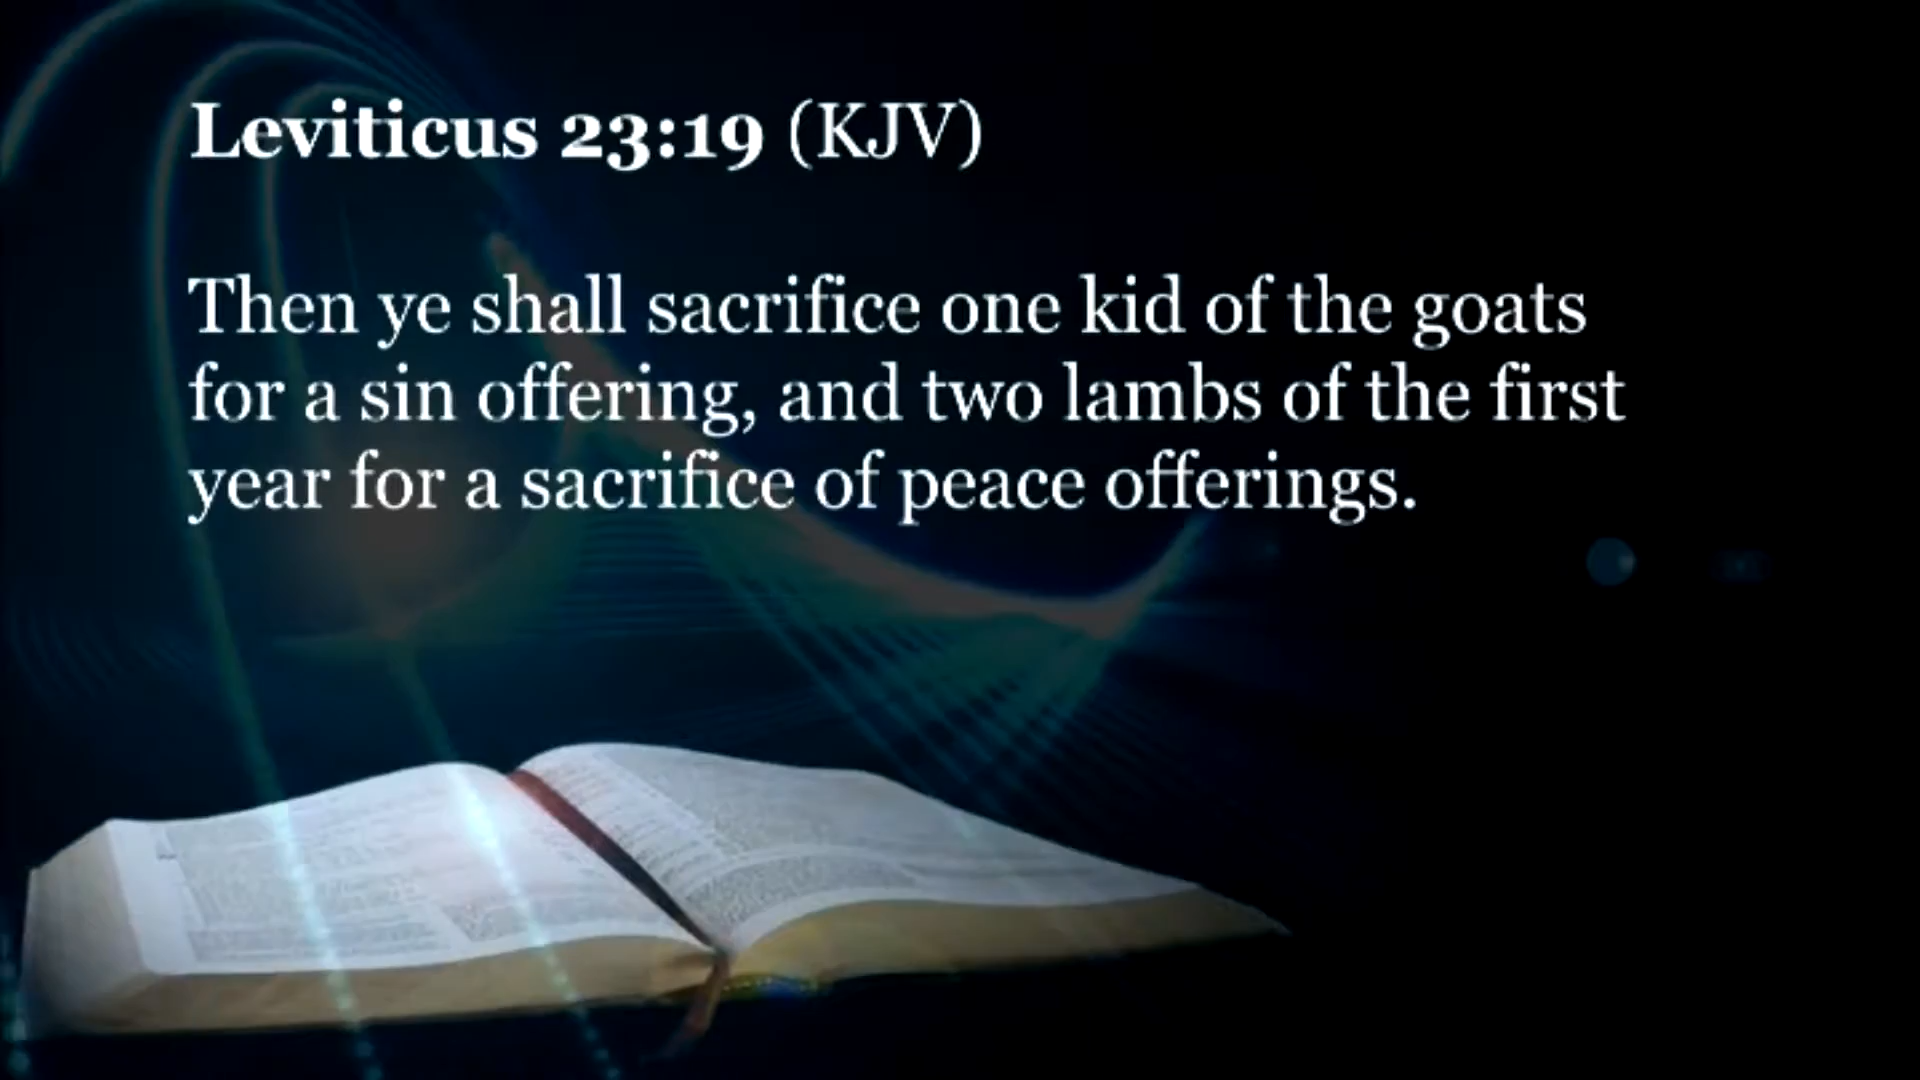 Leviticus 23:19 (KJV)
Then ye shall sacrifice one kid of the goats
for a sin offering, and two lambs of the first
year for a sacrifice of peace offerings.